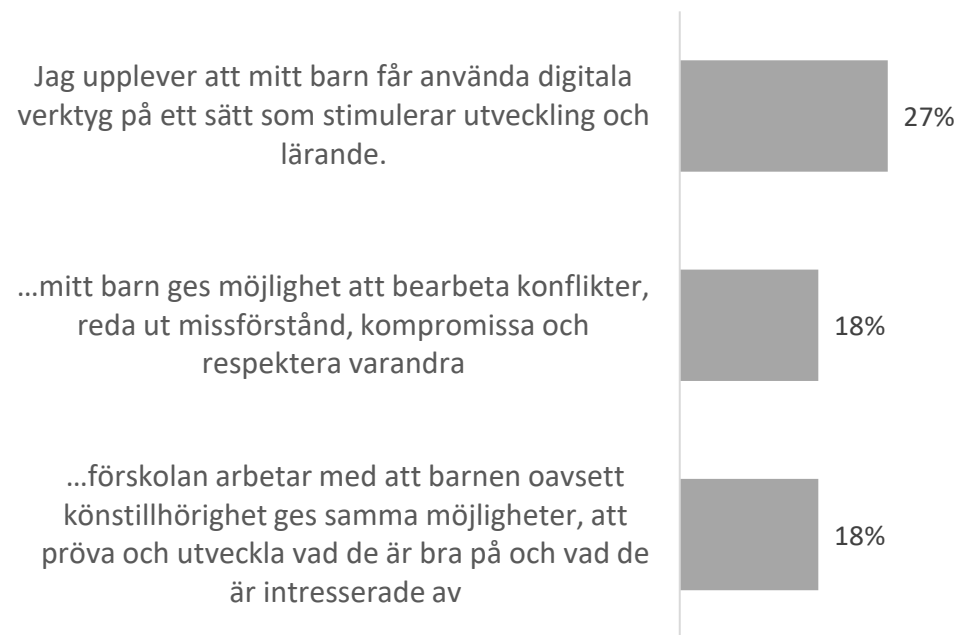 Jag upplever att mitt barn får använda digitala
verktyg på ett sätt som stimulerar utveckling och
lärande.
27%
…mitt barn ges möjlighet att bearbeta konflikter,
reda ut missförstånd, kompromissa och
respektera varandra
18%
…förskolan arbetar med att barnen oavsett
könstillhörighet ges samma möjligheter, att
pröva och utveckla vad de är bra på och vad de
är intresserade av
18%